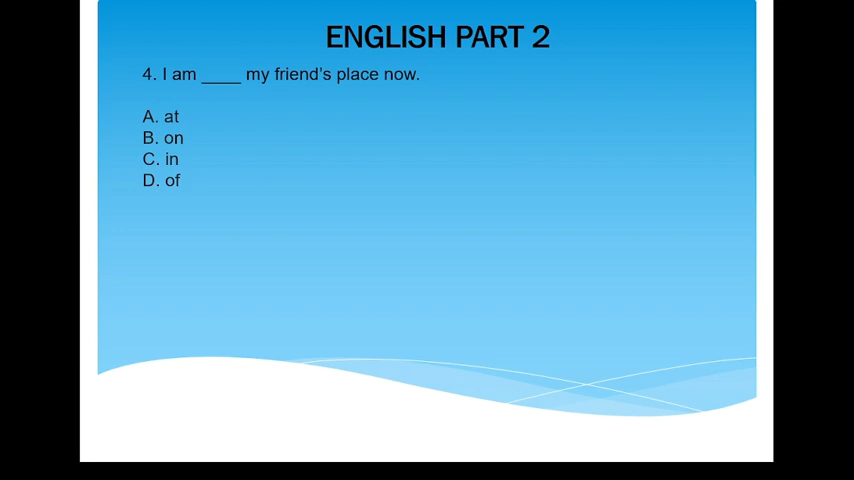 ENGLISH PART 2
4. I am ____ my friend’s place now.
A. at
B. on
C. in
D. of